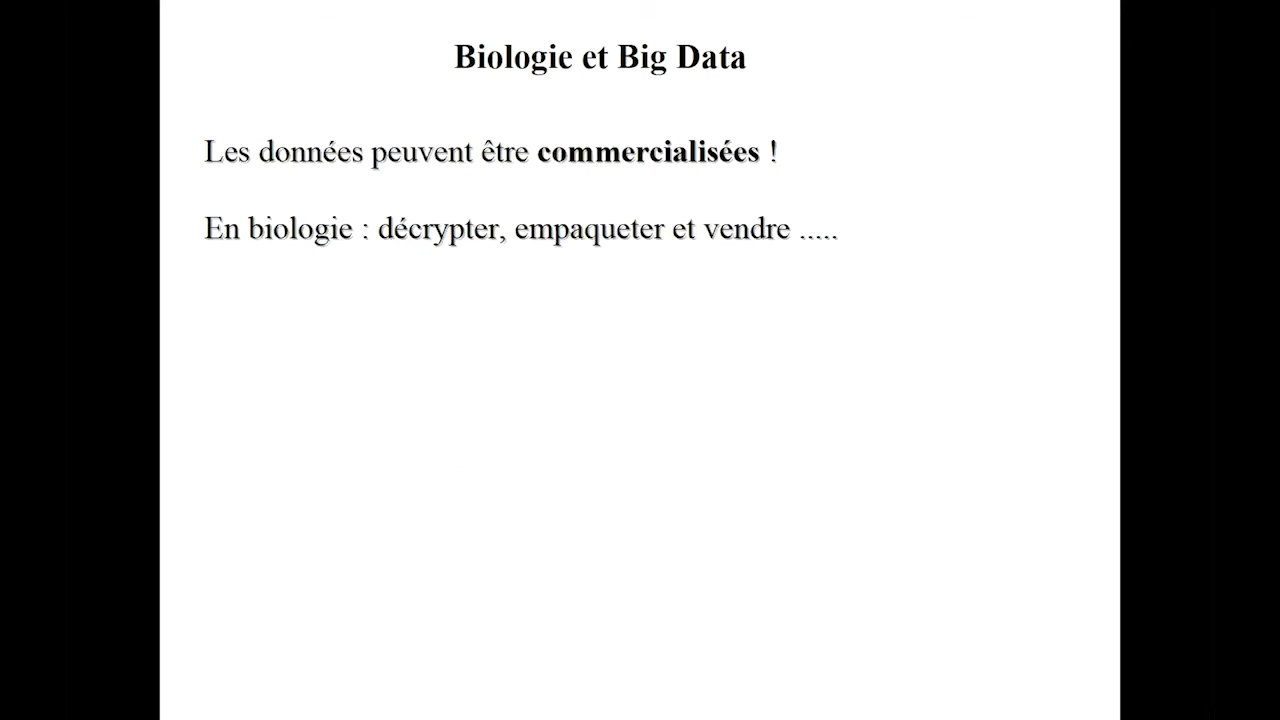 Biologie et Big Data
Les données peuvent être commercialisées !
En biologie : décrypter, empaqueter et vendre .....